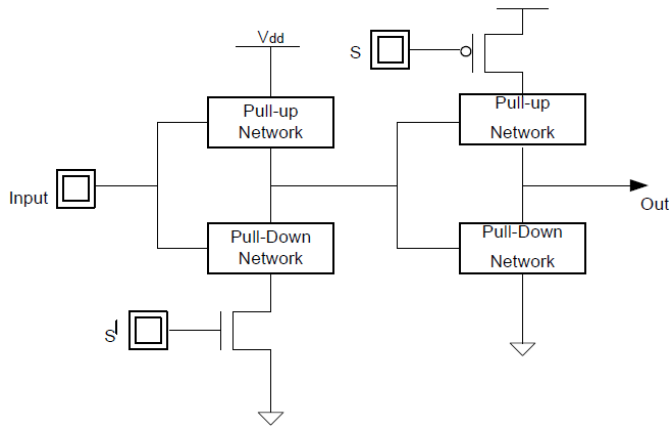 Vdd
S
Pull-up
Network
Pull-up
Network
Input
Out
Pull-Down
Network
Pull-Down
Network
S'